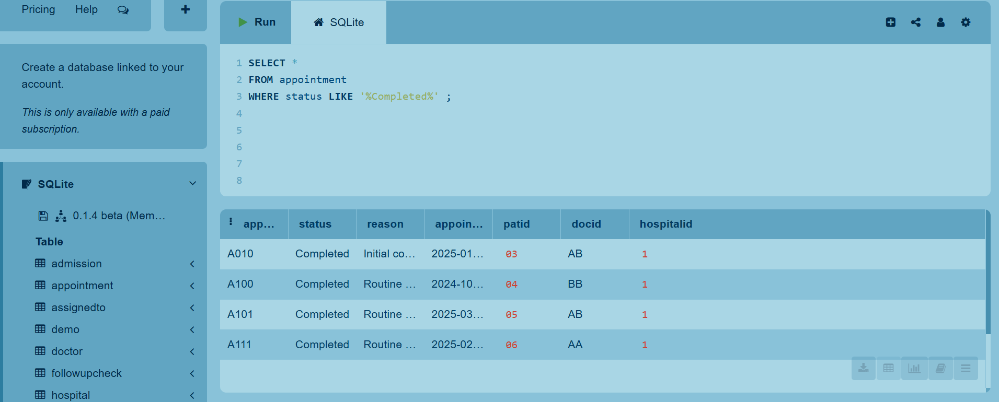 Pricing Help
Create a database linked to your
account.
This is only available with a paid
subscription.
SQLite
0.1.4 beta (Mem…
Table
admission
appointment
assignedto
demo
doctor
followupcheck
hospital
Run SQLite
1 SELECT *
2 FROM appointment
3 WHERE status LIKE '%Completed%' ;
4
5
6
7
8
app… status reason appoin… patid docid hospitalid
A010 Completed Initial co… 2025-01… 03 AB 1
A100 Completed Routine … 2024-10… 04 BB 1
A101 Completed Routine … 2025-03… 05 AB 1
A111 Completed Routine … 2025-02… 06 AA 1